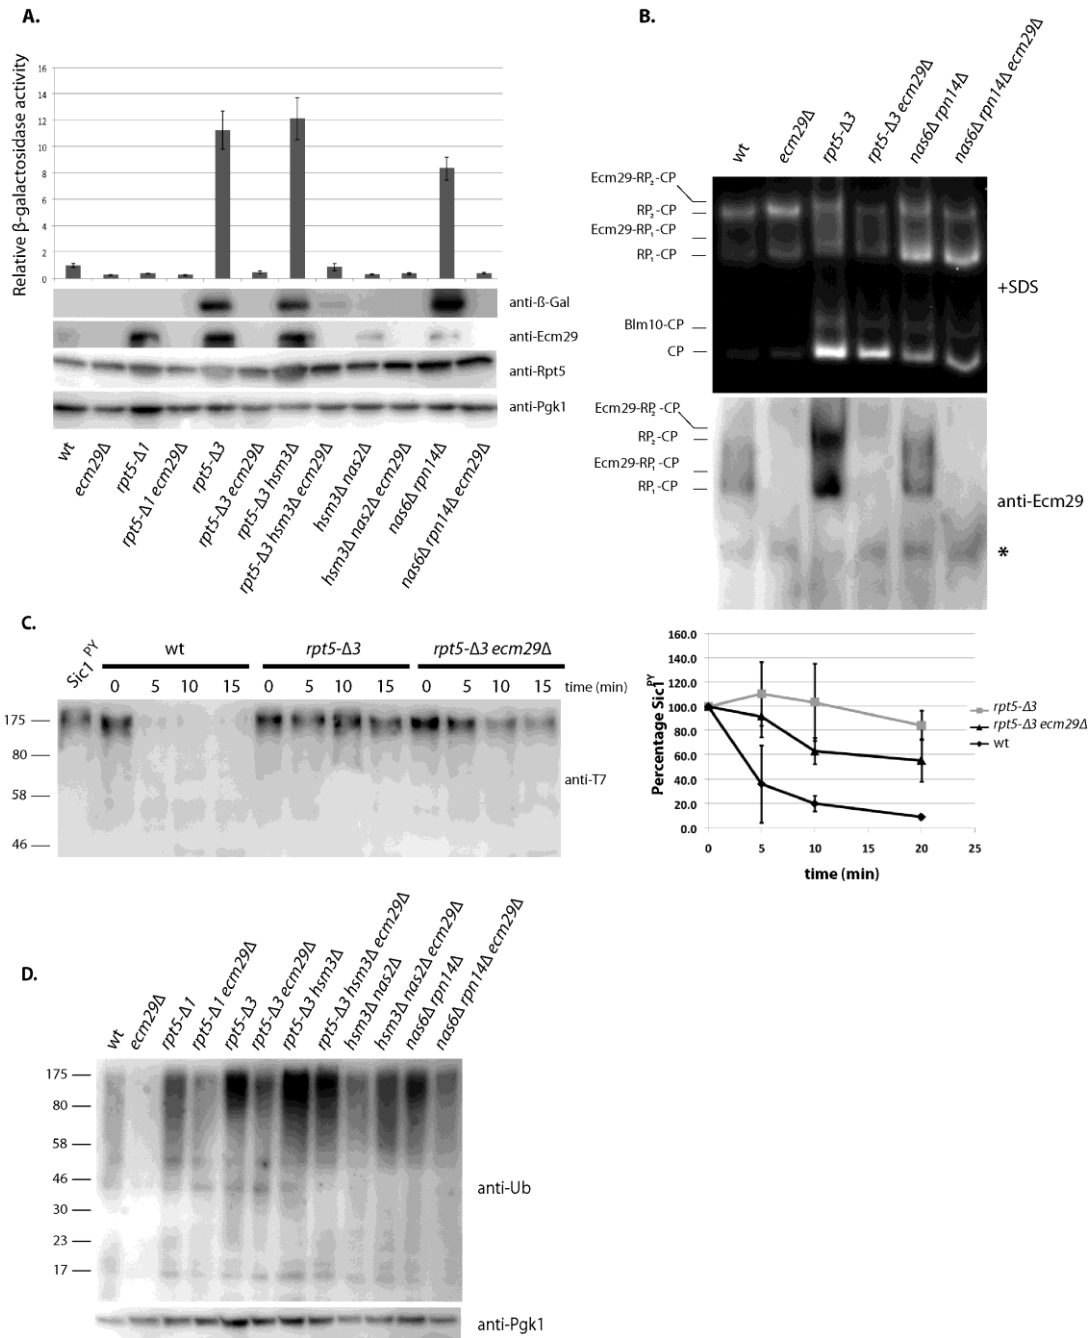 A.
Relative β-galactosidase activity
16
14
12
10
8
6
4
2
0
anti-ß-Gal
anti-Ecm29
anti-Rpt5
anti-Pgk1
wt
ecm29Δ
rpt5-Δ1
rpt5-Δ1 ecm29Δ
rpt5-Δ3
rpt5-Δ3 ecm29Δ
rpt5-Δ3 hsm3Δ
rpt5-Δ3 hsm3Δ ecm29Δ
hsm3Δ nas2Δ
hsm3Δ nas2Δ ecm29Δ
nas6Δ rpn14Δ
nas6Δ rpn14Δ ecm29Δ
B.
wt
ecm29Δ
rpt5-Δ3
rpt5-Δ3 ecm29Δ
nas6Δ rpn14Δ
nas6Δ rpn14Δ ecm29Δ
Ecm29-RP₂-CP
RP₂-CP
Ecm29-RP₁-CP
RP₁-CP
Blm10-CP
CP
+SDS
Ecm29-RP₂-CP
RP₂-CP
Ecm29-RP₁-CP
RP₁-CP
anti-Ecm29
*
C.
Sic1ᴾʸ
wt
rpt5-Δ3
rpt5-Δ3 ecm29Δ
0 5 10 15 0 5 10 15 0 5 10 15 time (min)
175
80
58
46
anti-T7
Percentage Sic1ᴾʸ
160.0
140.0
120.0
100.0
80.0
60.0
40.0
20.0
0.0
0 5 10 15 20 25
time (min)
rpt5-Δ3
rpt5-Δ3 ecm29Δ
wt
D.
wt
ecm29Δ
rpt5-Δ1
rpt5-Δ1 ecm29Δ
rpt5-Δ3
rpt5-Δ3 ecm29Δ
rpt5-Δ3 hsm3Δ
rpt5-Δ3 hsm3Δ ecm29Δ
hsm3Δ nas2Δ
hsm3Δ nas2Δ ecm29Δ
nas6Δ rpn14Δ
nas6Δ rpn14Δ ecm29Δ
175
80
58
46
30
23
17
anti-Ub
anti-Pgk1